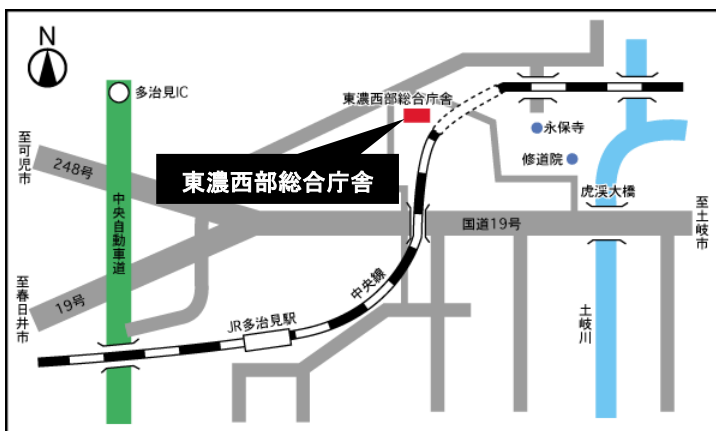 N
多治見IC
東濃西部総合庁舎
永保寺
修道院
至可児市
248号
東濃西部総合庁舎
虎渓大橋
至土岐市
中央自動車道
国道19号
至春日井市
19号
中央線
JR多治見駅
土岐川